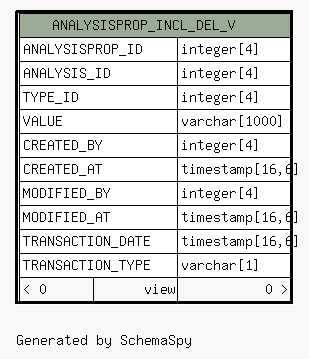 ANALYSISPROP_INCL_DEL_V
ANALYSISPROP_ID integer[4]
ANALYSIS_ID integer[4]
TYPE_ID integer[4]
VALUE varchar[1000]
CREATED_BY integer[4]
CREATED_AT timestamp[16,6]
MODIFIED_BY integer[4]
MODIFIED_AT timestamp[16,6]
TRANSACTION_DATE timestamp[16,6]
TRANSACTION_TYPE varchar[1]
< 0 view 0 >
Generated by SchemaSpy